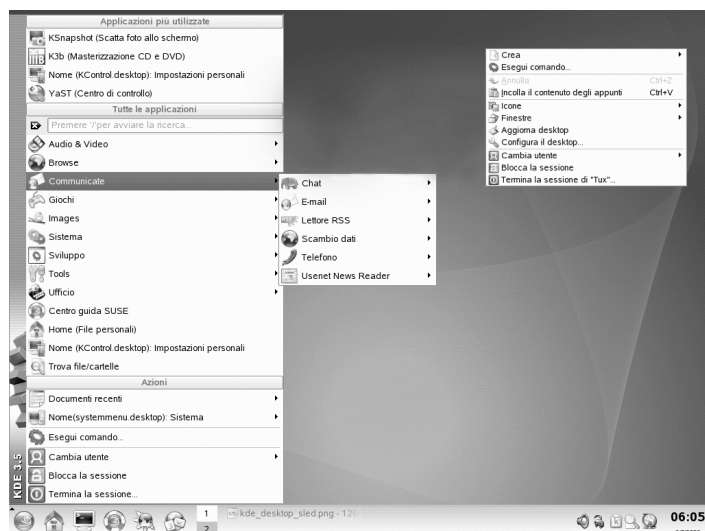 Applicazioni più utilizzate
KSnapshot (Scatta foto allo schermo)
K3b (Masterizzazione CD e DVD)
Nome (KControl.desktop): Impostazioni personali
YaST (Centro di controllo)
Tutte le applicazioni
Premere '/'per avviare la ricerca...
Audio & Video
Browse
Communicate
Giochi
Images
Sistema
Sviluppo
Tools
Ufficio
Centro guida SUSE
Home (File personali)
Nome (KControl.desktop): Impostazioni personali
Trova file/cartelle
Azioni
Documenti recenti
Nome(systemmenu.desktop): Sistema
Esegui comando...
Cambia utente
Blocca la sessione
Termina la sessione...
KDE 3.5
Chat
E-mail
Lettore RSS
Scambio dati
Telefono
Usenet News Reader
Crea
Esegui comando...
Annulla Ctrl+Z
Incolla il contenuto degli appunti Ctrl+V
Icone
Finestre
Aggiorna desktop
Configura il desktop...
Cambia utente
Blocca la sessione
Termina la sessione di "Tux"...
1
2
kde_desktop_sled.png - 126
06:05